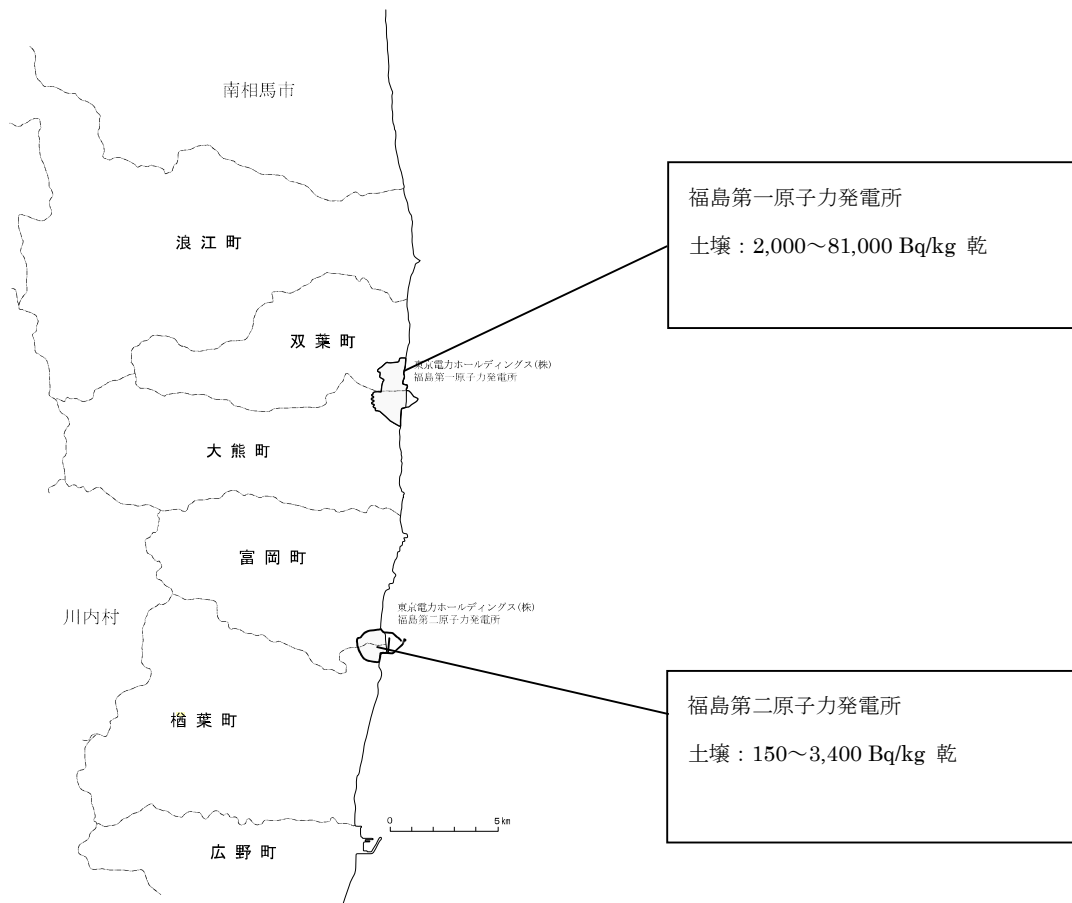 南相馬市
福島第一原子力発電所
浪江町
土壌：2,000～81,000 Bq/kg 乾
双葉町
東京電力ホールディングス(株)
福島第一原子力発電所
大熊町
富岡町
東京電力ホールディングス(株)
福島第二原子力発電所
川内村
福島第二原子力発電所
楢葉町
土壌：150～3,400 Bq/kg 乾
0 5km
広野町